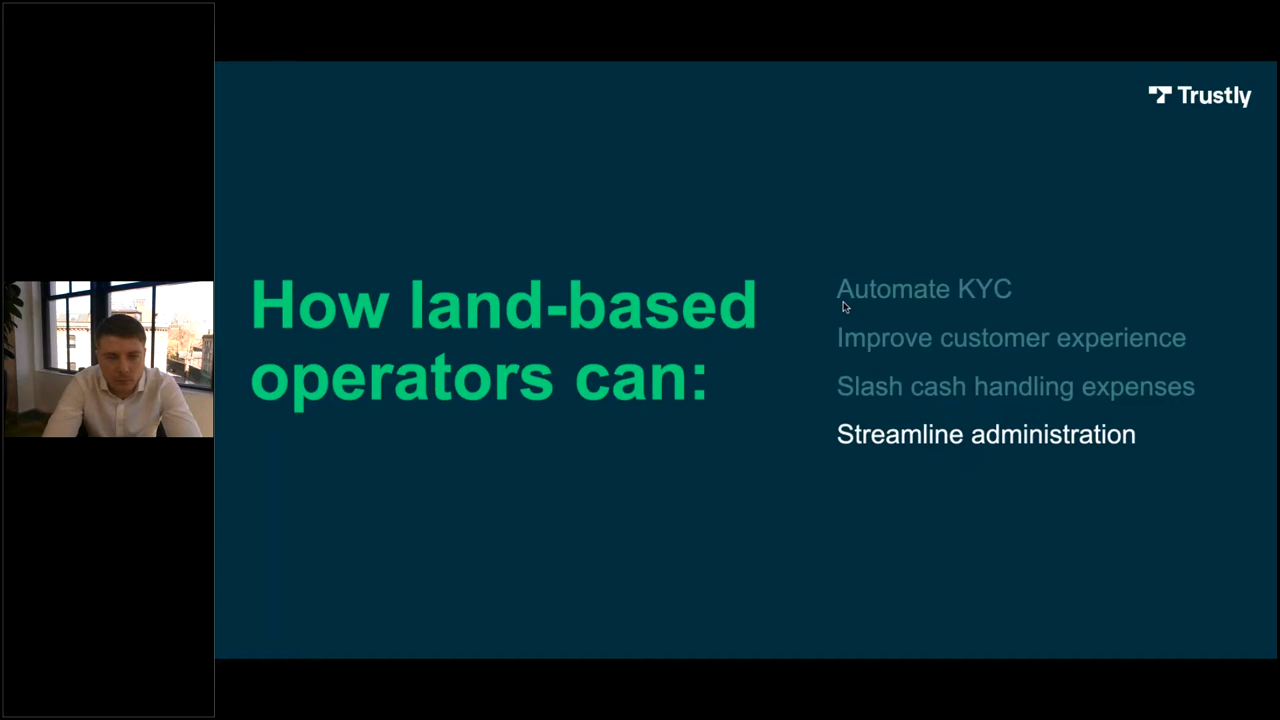 Trustly
How land-based
operators can:
Automate KYC
Improve customer experience
Slash cash handling expenses
Streamline administration